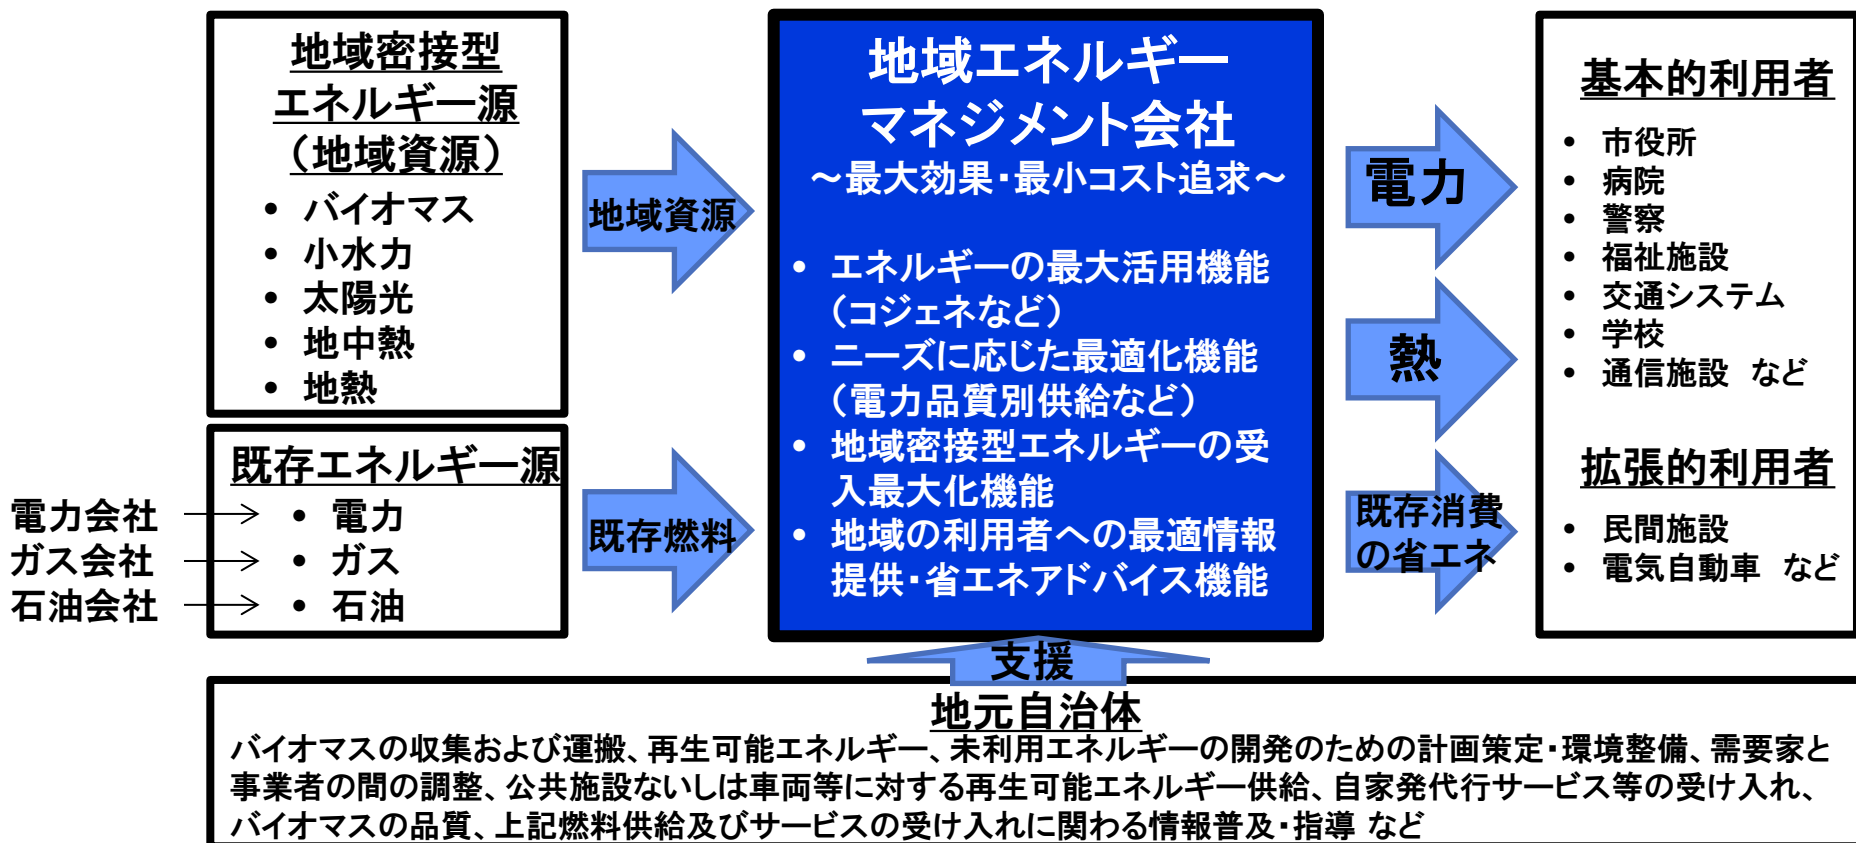 地域密接型
エネルギー源
（地域資源）
• バイオマス
• 小水力
• 太陽光
• 地中熱
• 地熱
既存エネルギー源
• 電力
• ガス
• 石油
電力会社
ガス会社
石油会社
地域資源
既存燃料
地域エネルギー
マネジメント会社
～最大効果・最小コスト追求～
• エネルギーの最大活用機能
（コジェネなど）
• ニーズに応じた最適化機能
（電力品質別供給など）
• 地域密接型エネルギーの受
入最大化機能
• 地域の利用者への最適情報
提供・省エネアドバイス機能
電力
熱
既存消費
の省エネ
基本的利用者
• 市役所
• 病院
• 警察
• 福祉施設
• 交通システム
• 学校
• 通信施設　など
拡張的利用者
• 民間施設
• 電気自動車　など
支援
地元自治体
バイオマスの収集および運搬、再生可能エネルギー、未利用エネルギーの開発のための計画策定・環境整備、需要家と
事業者の間の調整、公共施設ないしは車両等に対する再生可能エネルギー供給、自家発代行サービス等の受け入れ、
バイオマスの品質、上記燃料供給及びサービスの受け入れに関わる情報普及・指導 など